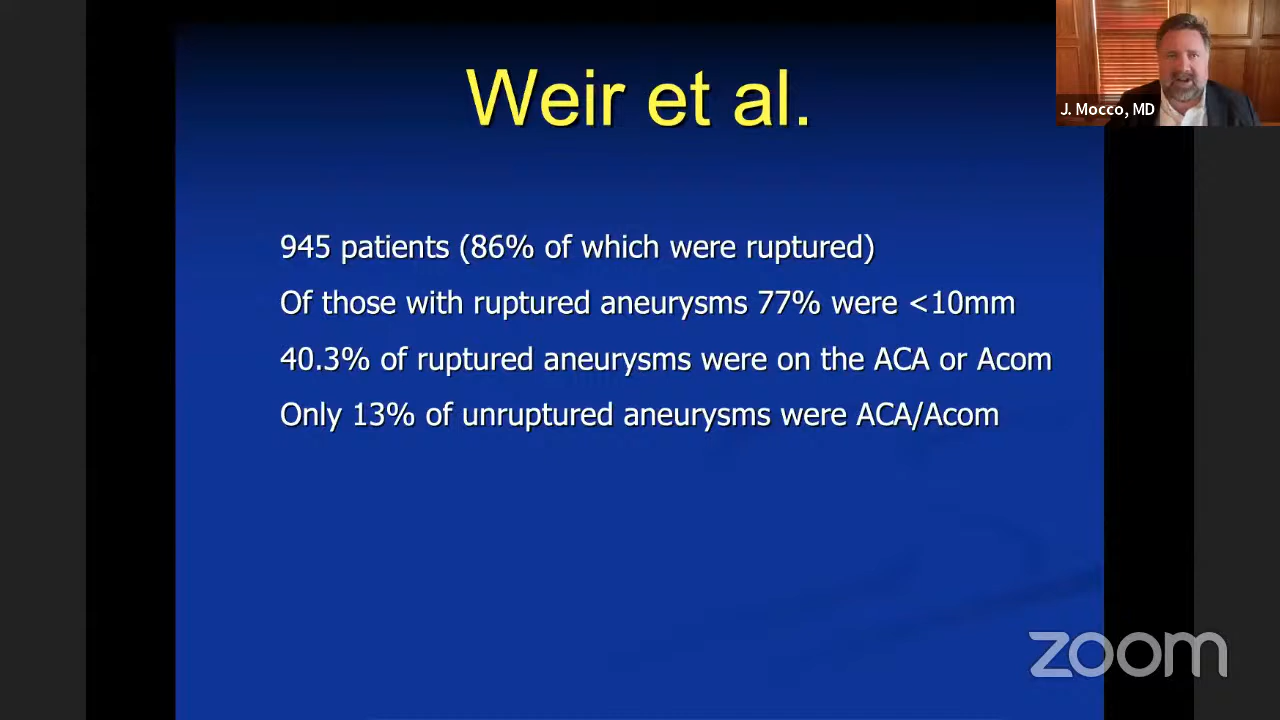 Weir et al.
J. Mocco, MD
945 patients (86% of which were ruptured)
Of those with ruptured aneurysms 77% were <10mm
40.3% of ruptured aneurysms were on the ACA or Acom
Only 13% of unruptured aneurysms were ACA/Acom
zoom